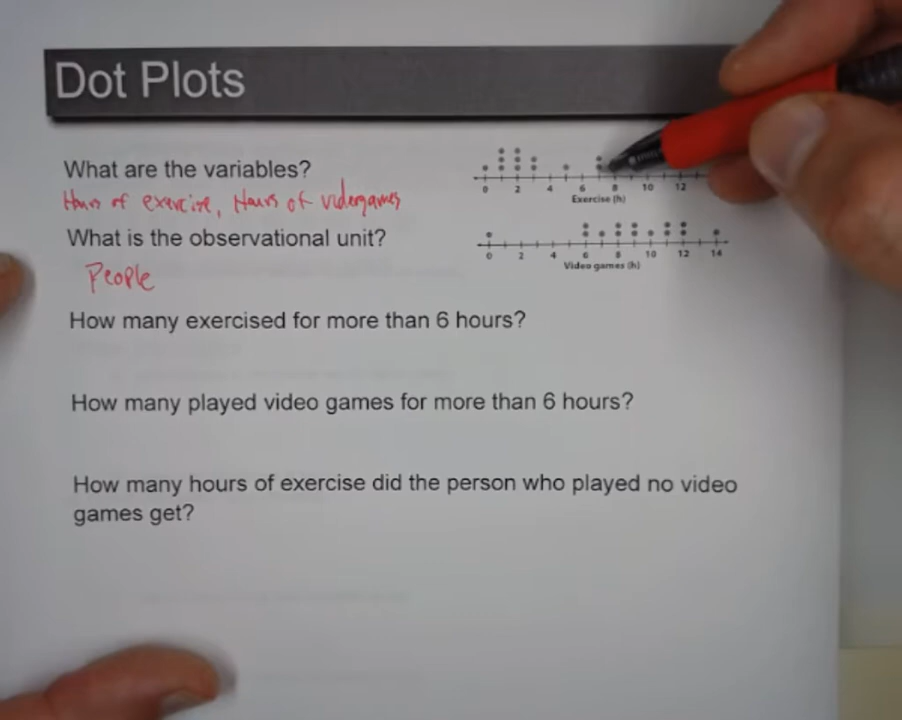 Dot Plots
What are the variables?
Hours of exercise, Hours of videogames
0 2 4 6 8 10 12
Exercise (h)
What is the observational unit?
People
0 2 4 6 8 10 12 14
Video games (h)
How many exercised for more than 6 hours?
How many played video games for more than 6 hours?
How many hours of exercise did the person who played no video
games get?